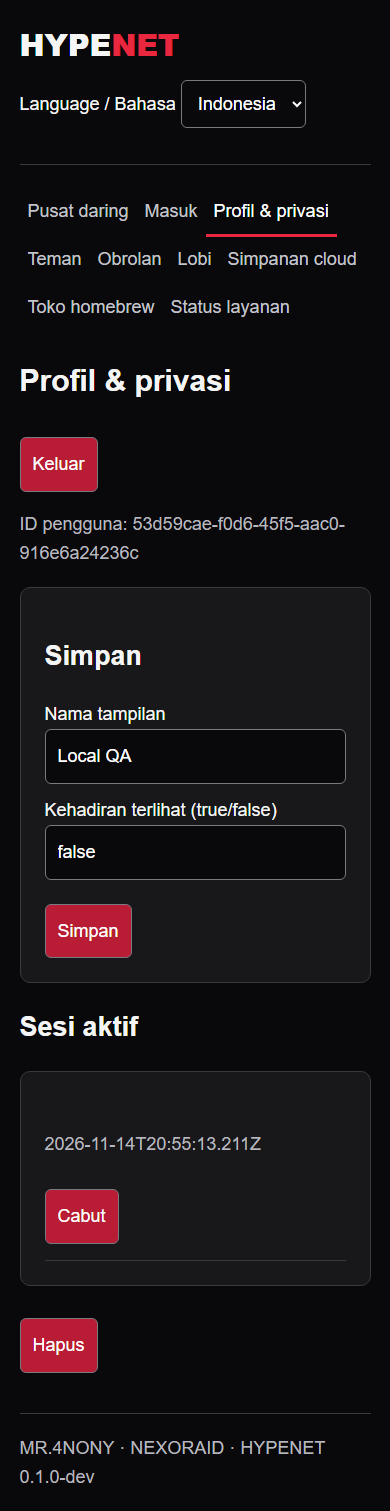 HYPENET
Language / Bahasa Indonesia
Pusat daring Masuk Profil & privasi
Teman Obrolan Lobi Simpanan cloud
Toko homebrew Status layanan
Profil & privasi
Keluar
ID pengguna: 53d59cae-f0d6-45f5-aac0-
916e6a24236c
Simpan
Nama tampilan
Local QA
Kehadiran terlihat (true/false)
false
Simpan
Sesi aktif
2026-11-14T20:55:13.211Z
Cabut
Hapus
MR.4NONY · NEXORAID · HYPENET
0.1.0-dev